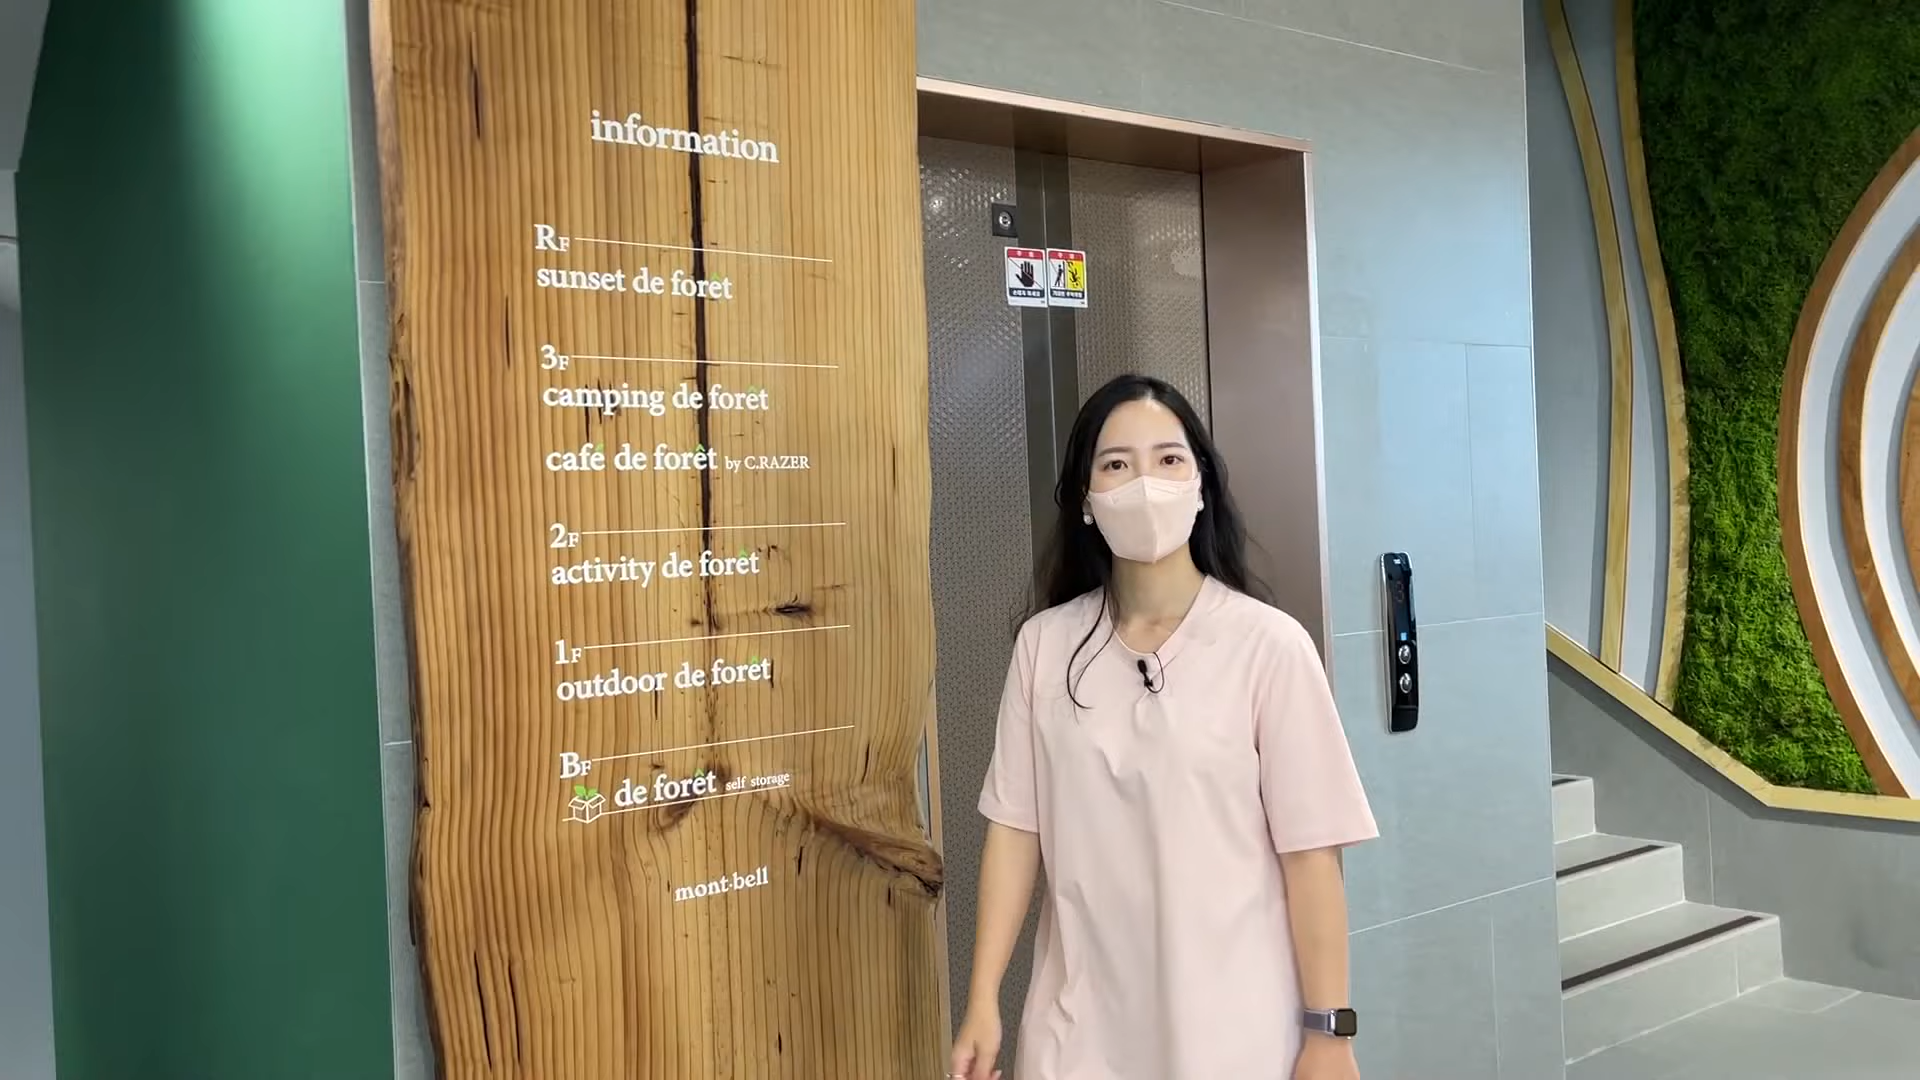 information
RF
sunset de forêt
3F
camping de forêt
café de forêt by C.RAZER
2F
activity de forêt
1F
outdoor de forêt
BF
de forêt self storage
mont·bell